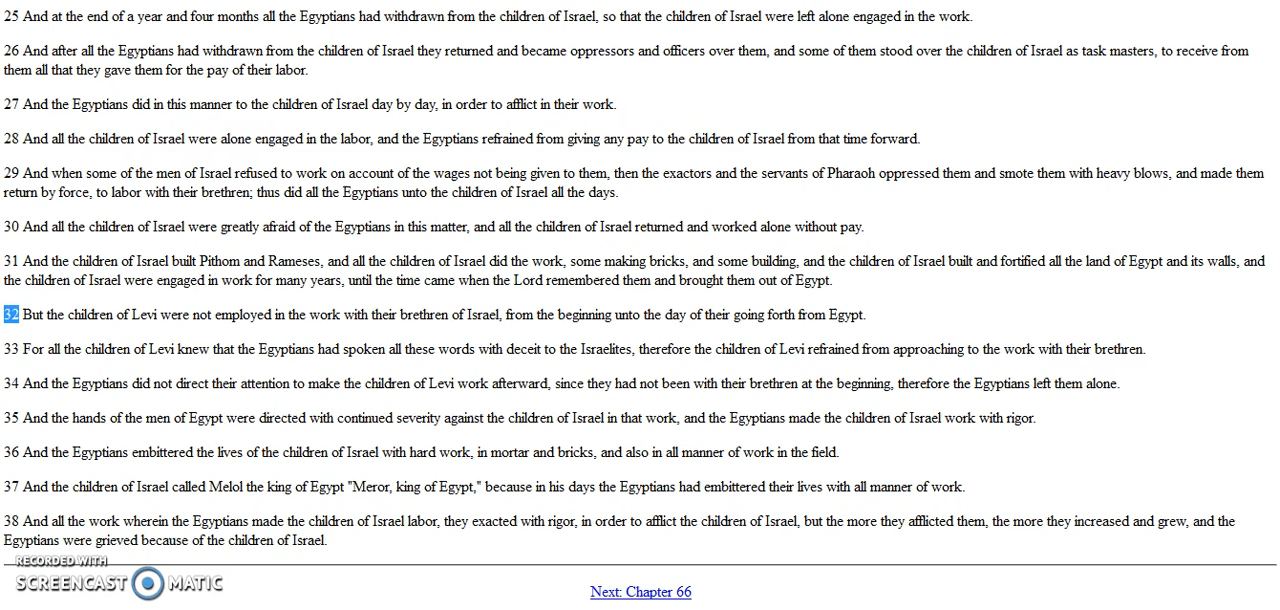 25 And at the end of a year and four months all the Egyptians had withdrawn from the children of Israel, so that the children of Israel were left alone engaged in the work.
26 And after all the Egyptians had withdrawn from the children of Israel they returned and became oppressors and officers over them, and some of them stood over the children of Israel as task masters, to receive from
them all that they gave them for the pay of their labor.
27 And the Egyptians did in this manner to the children of Israel day by day, in order to afflict in their work.
28 And all the children of Israel were alone engaged in the labor, and the Egyptians refrained from giving any pay to the children of Israel from that time forward.
29 And when some of the men of Israel refused to work on account of the wages not being given to them, then the exactors and the servants of Pharaoh oppressed them and smote them with heavy blows, and made them
return by force, to labor with their brethren; thus did all the Egyptians unto the children of Israel all the days.
30 And all the children of Israel were greatly afraid of the Egyptians in this matter, and all the children of Israel returned and worked alone without pay.
31 And the children of Israel built Pithom and Rameses, and all the children of Israel did the work, some making bricks, and some building, and the children of Israel built and fortified all the land of Egypt and its walls, and
the children of Israel were engaged in work for many years, until the time came when the Lord remembered them and brought them out of Egypt.
32 But the children of Levi were not employed in the work with their brethren of Israel, from the beginning unto the day of their going forth from Egypt.
33 For all the children of Levi knew that the Egyptians had spoken all these words with deceit to the Israelites, therefore the children of Levi refrained from approaching to the work with their brethren.
34 And the Egyptians did not direct their attention to make the children of Levi work afterward, since they had not been with their brethren at the beginning, therefore the Egyptians left them alone.
35 And the hands of the men of Egypt were directed with continued severity against the children of Israel in that work, and the Egyptians made the children of Israel work with rigor.
36 And the Egyptians embittered the lives of the children of Israel with hard work, in mortar and bricks, and also in all manner of work in the field.
37 And the children of Israel called Melol the king of Egypt "Meror, king of Egypt," because in his days the Egyptians had embittered their lives with all manner of work.
38 And all the work wherein the Egyptians made the children of Israel labor, they exacted with rigor, in order to afflict the children of Israel, but the more they afflicted them, the more they increased and grew, and the
Egyptians were grieved because of the children of Israel.
RECORDED WITH
SCREENCAST MATIC
Next: Chapter 66